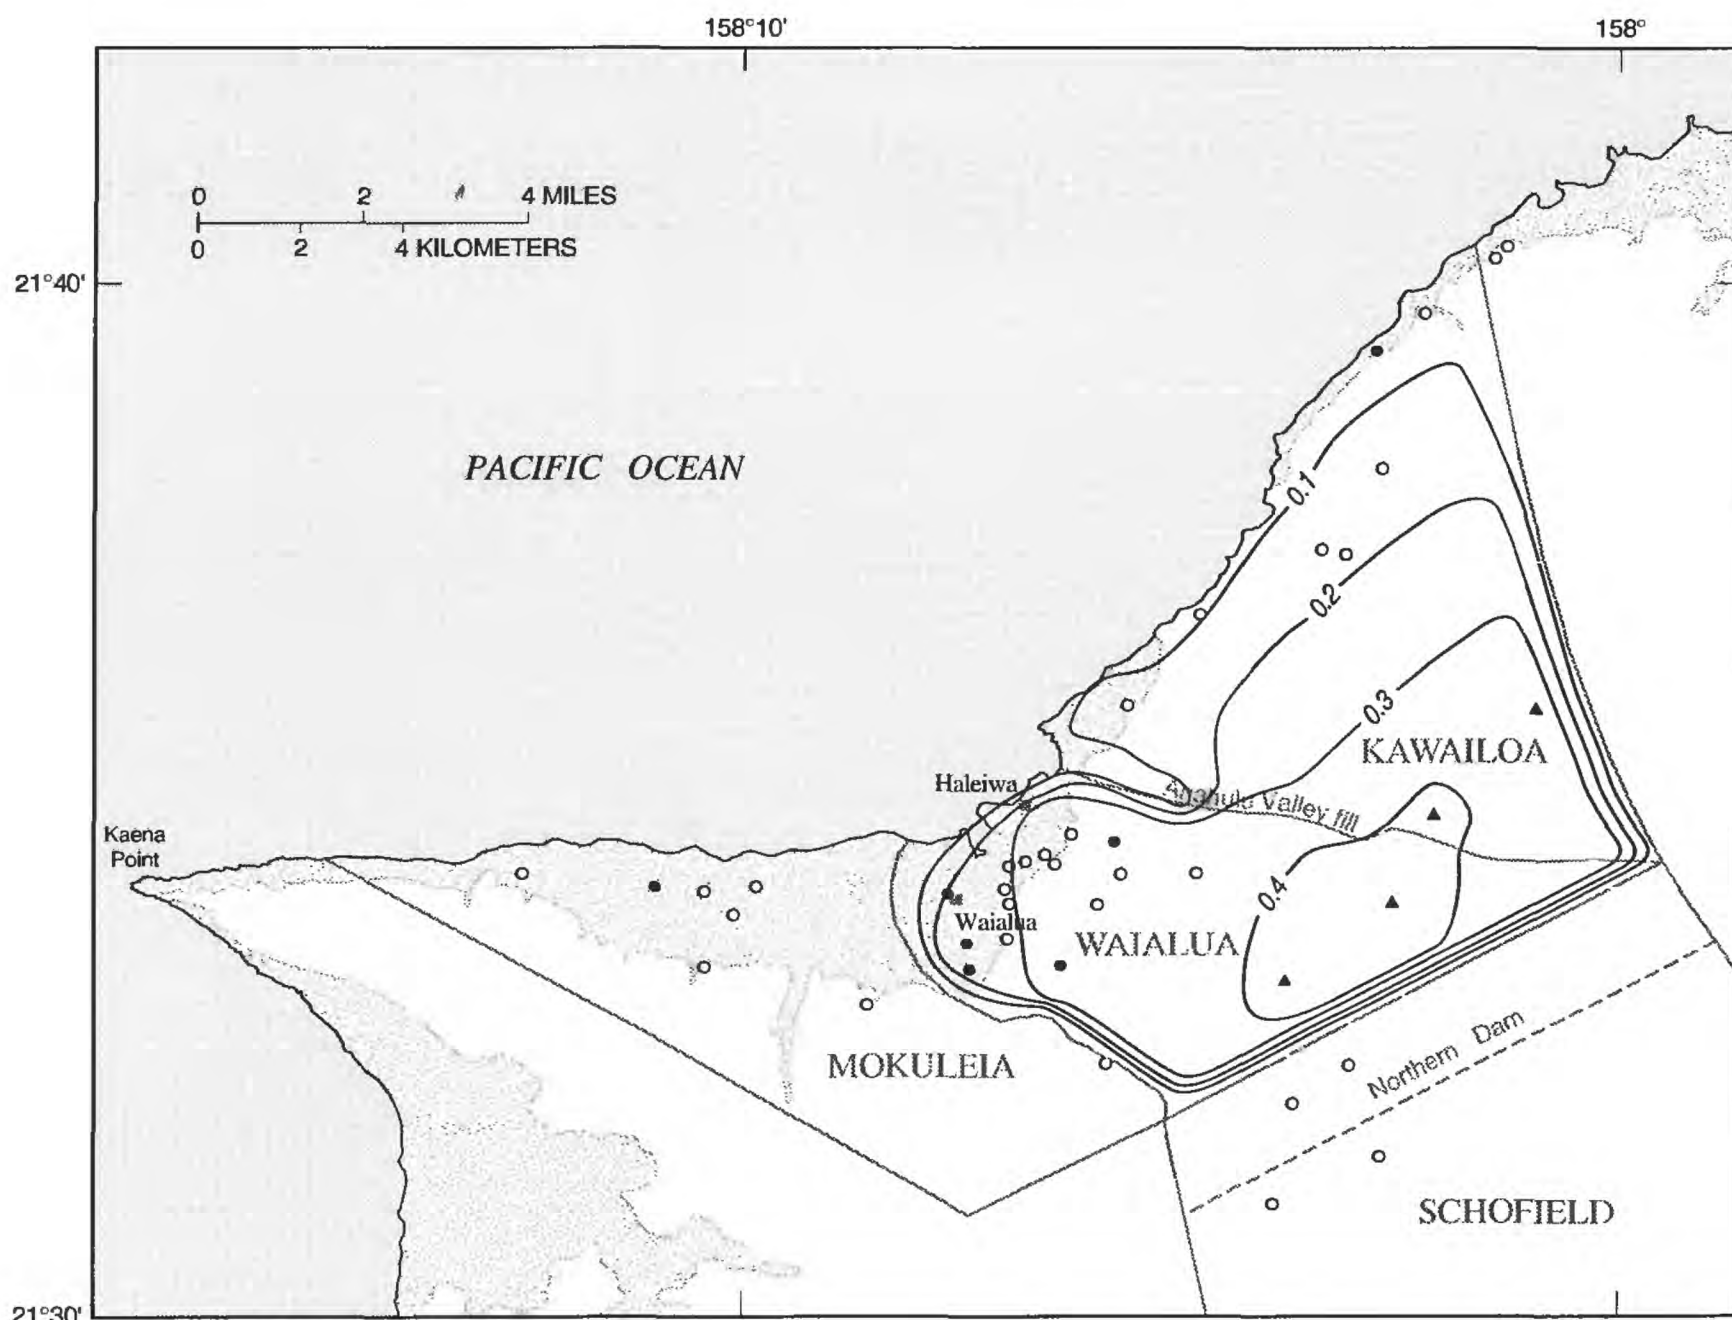 158°10'
158°
0 2 4 MILES
0 2 4 KILOMETERS
21°40'
PACIFIC OCEAN
0.1
0.2
0.3
KAWAILOA
Haleiwa
Anahulu Valley fill
Kaena
Point
0.4
Waialua
WAIALUA
MOKULEIA
Northern Dam
SCHOFIELD
21°30'